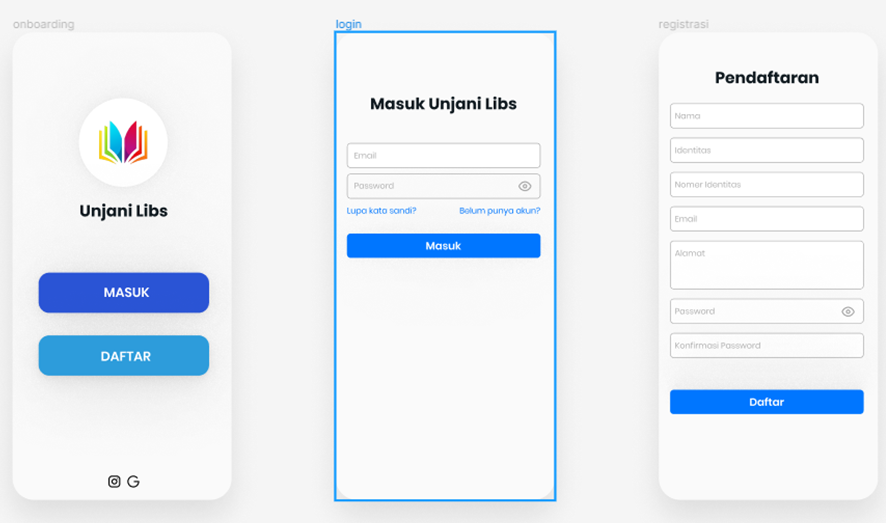 onboarding
Unjani Libs
MASUK
DAFTAR
login
Masuk Unjani Libs
Email
Password
Lupa kata sandi? Belum punya akun?
Masuk
registrasi
Pendaftaran
Nama
Identitas
Nomor Identitas
Email
Alamat
Password
Konfirmasi Password
Daftar